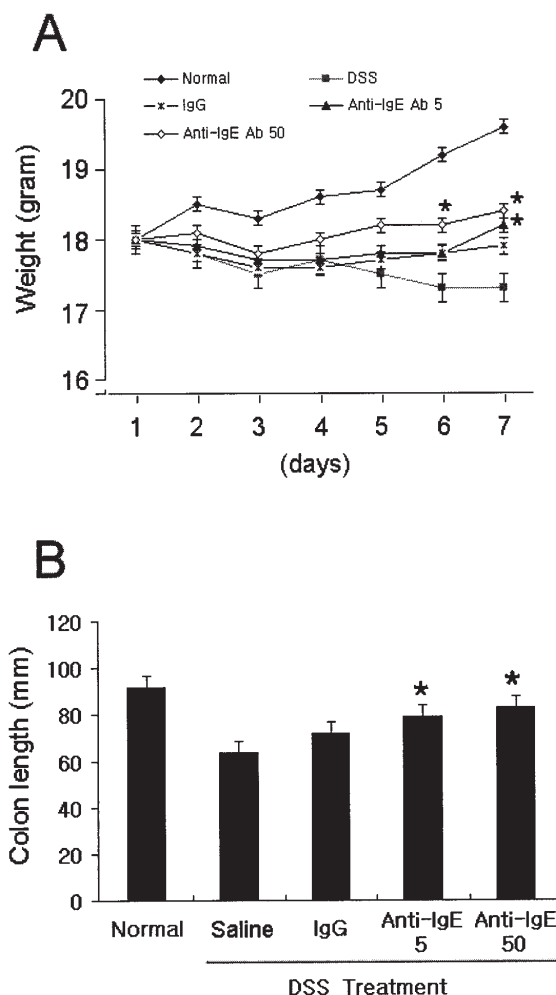 A
Normal DSS
IgG Anti-IgE Ab 5
Anti-IgE Ab 50
20
19
18
17
16
Weight (gram)
* *
*
1 2 3 4 5 6 7
(days)
B
120
100
80
60
40
20
0
Colon length (mm)
* *
Normal Saline IgG Anti-IgE Anti-IgE
5 50
DSS Treatment